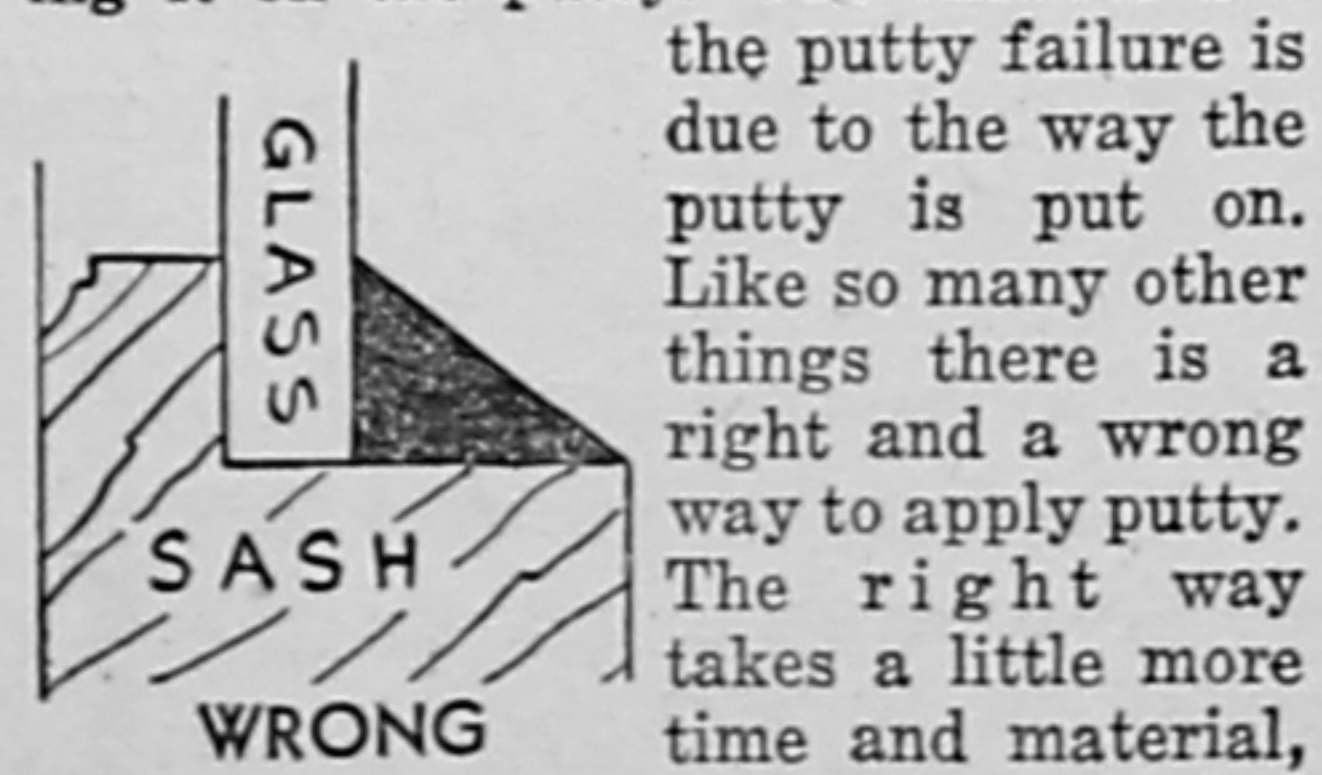 the putty failure is
due to the way the
putty is put on.
Like so many other
things there is a
right and a wrong
way to apply putty.
The right way
takes a little more
time and material,
GLASS
SASH
WRONG